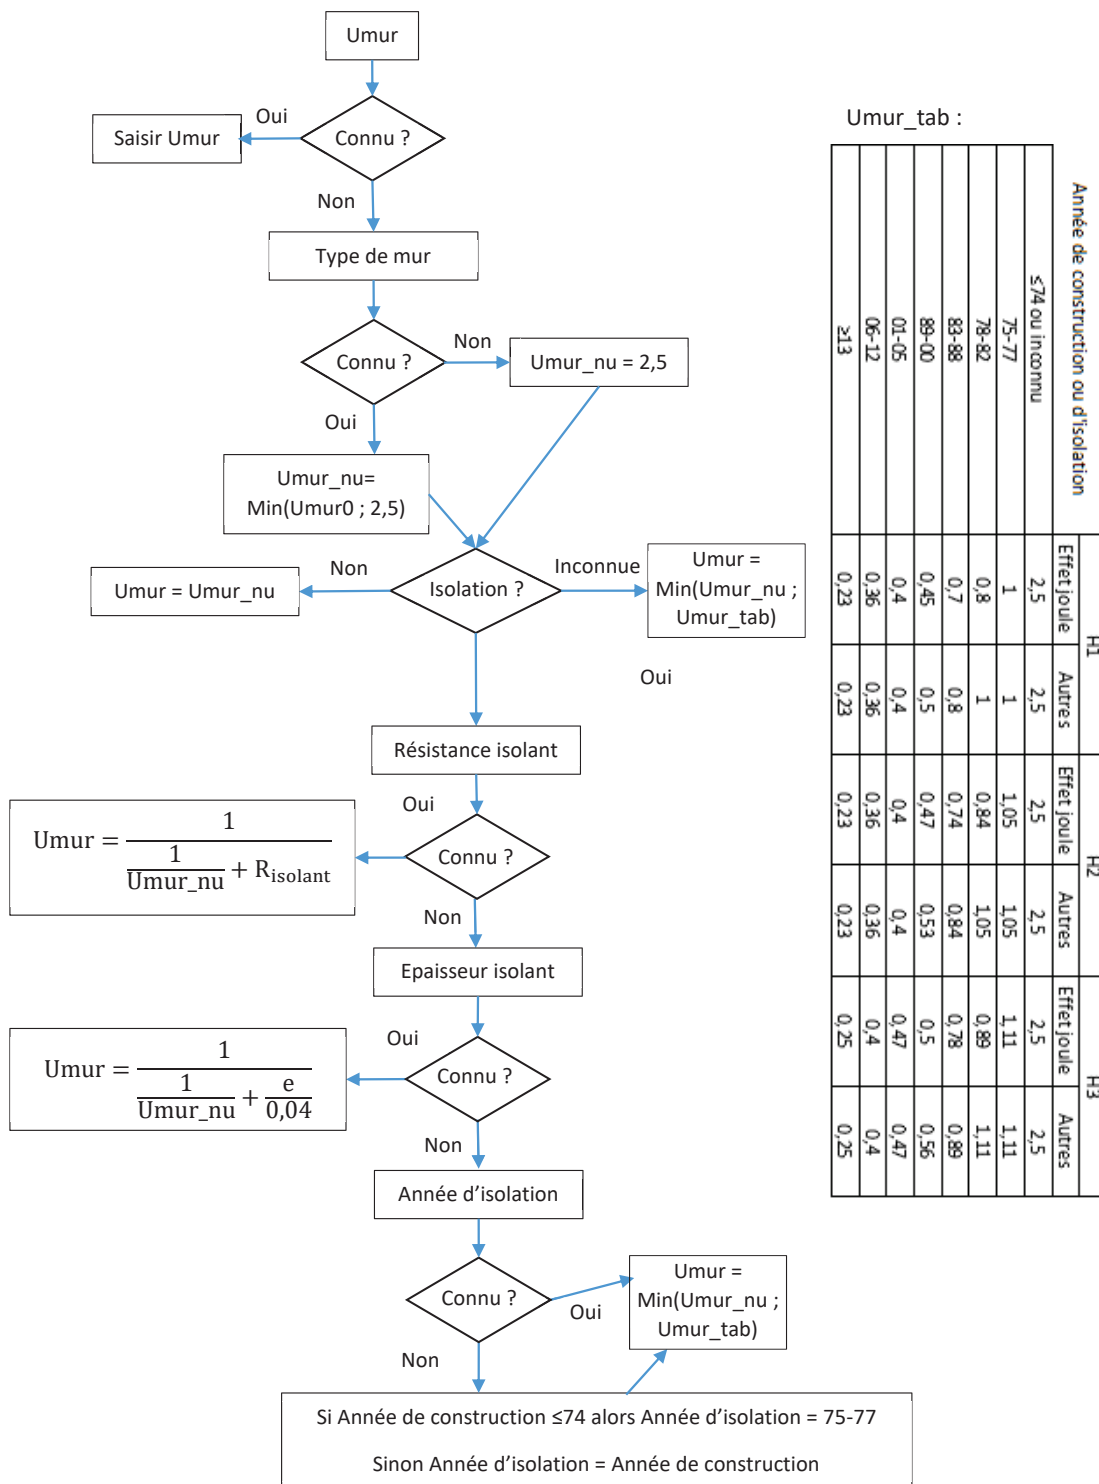 Umur
Connu ?
Oui
Saisir Umur
Non
Type de mur
Connu ?
Non
Umur_nu = 2,5
Oui
Umur_nu=
Min(Umur0 ; 2,5)
Isolation ?
Non
Umur = Umur_nu
Inconnue
Umur =
Min(Umur_nu ;
Umur_tab)
Oui
Résistance isolant
Oui
Connu ?
Umur = 1 / (1/Umur_nu + Risolant)
Non
Epaisseur isolant
Oui
Connu ?
Umur = 1 / (1/Umur_nu + e/0,04)
Non
Année d’isolation
Connu ?
Oui
Umur =
Min(Umur_nu ;
Umur_tab)
Non
Si Année de construction ≤74 alors Année d’isolation = 75-77
Sinon Année d’isolation = Année de construction
Umur_tab :
Année de construction ou d'isolation H1 H2 H3
Effet joule Autres Effet joule Autres Effet joule Autres
≤74 ou inconnu 2,5 2,5 2,5 2,5 2,5 2,5
75-77 1 1 1,05 1,05 1,11 1,11
78-82 0,8 1 0,84 1,05 0,89 1,11
83-88 0,7 0,8 0,74 0,84 0,78 0,89
89-00 0,45 0,5 0,47 0,53 0,5 0,56
01-05 0,4 0,4 0,4 0,4 0,47 0,47
06-12 0,36 0,36 0,36 0,36 0,4 0,4
≥13 0,23 0,23 0,23 0,23 0,25 0,25